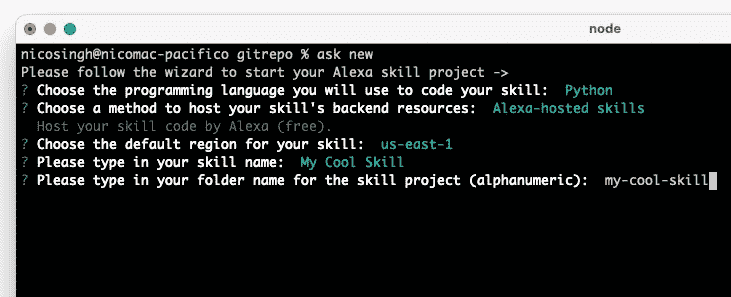 node
nicosingh@nicomac-pacifico gitrepo % ask new
Please follow the wizard to start your Alexa skill project ->
? Choose the programming language you will use to code your skill:  Python
? Choose a method to host your skill's backend resources:  Alexa-hosted skills
  Host your skill code by Alexa (free).
? Choose the default region for your skill:  us-east-1
? Please type in your skill name:  My Cool Skill
? Please type in your folder name for the skill project (alphanumeric):  my-cool-skill